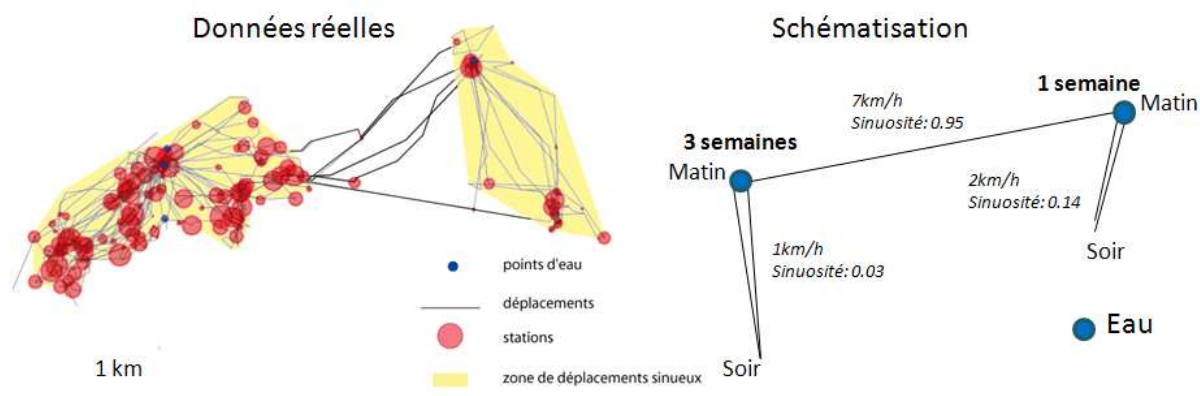 Données réelles
points d'eau
déplacements
stations
zone de déplacements sinueux
1 km
Schématisation
1 semaine
Matin
7km/h
Sinuosité: 0.95
3 semaines
Matin
2km/h
Sinuosité: 0.14
Soir
1km/h
Sinuosité: 0.03
Eau
Soir